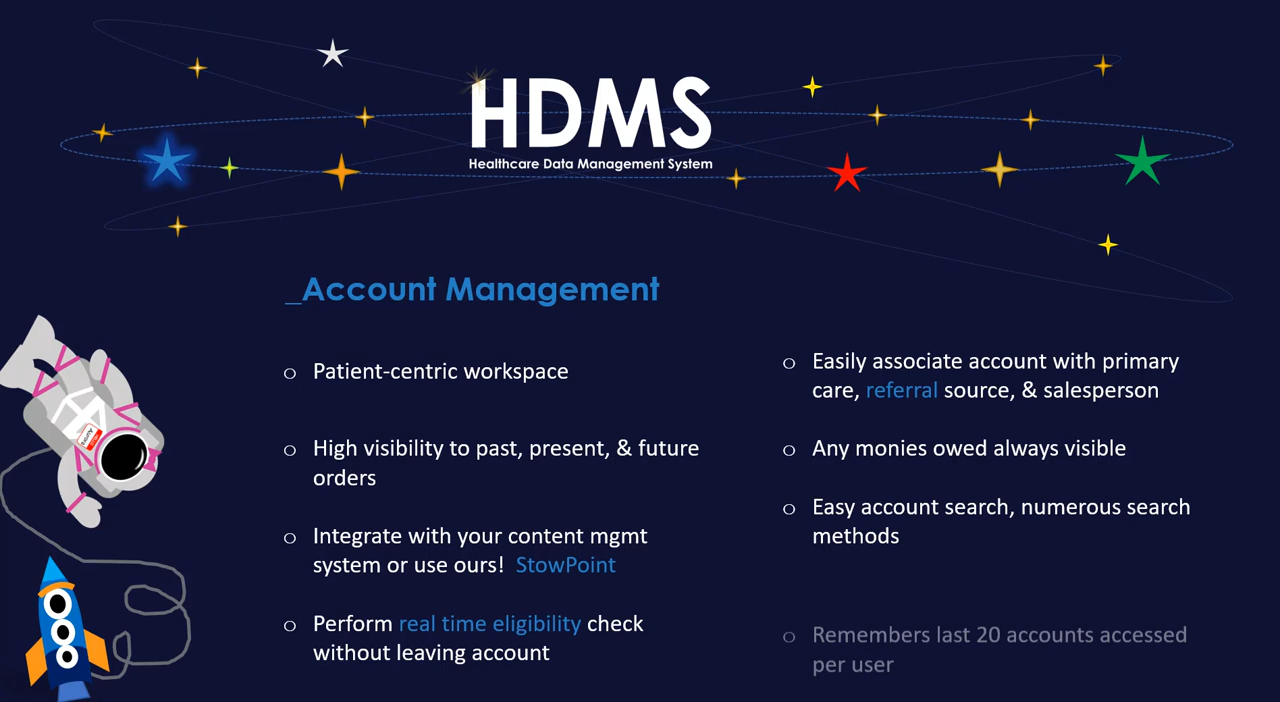 HDMS
Healthcare Data Management System
_Account Management
o Patient-centric workspace
o High visibility to past, present, & future
orders
o Integrate with your content mgmt
system or use ours! StowPoint
o Perform real time eligibility check
without leaving account
o Easily associate account with primary
care, referral source, & salesperson
o Any monies owed always visible
o Easy account search, numerous search
methods
o Remembers last 20 accounts accessed
per user